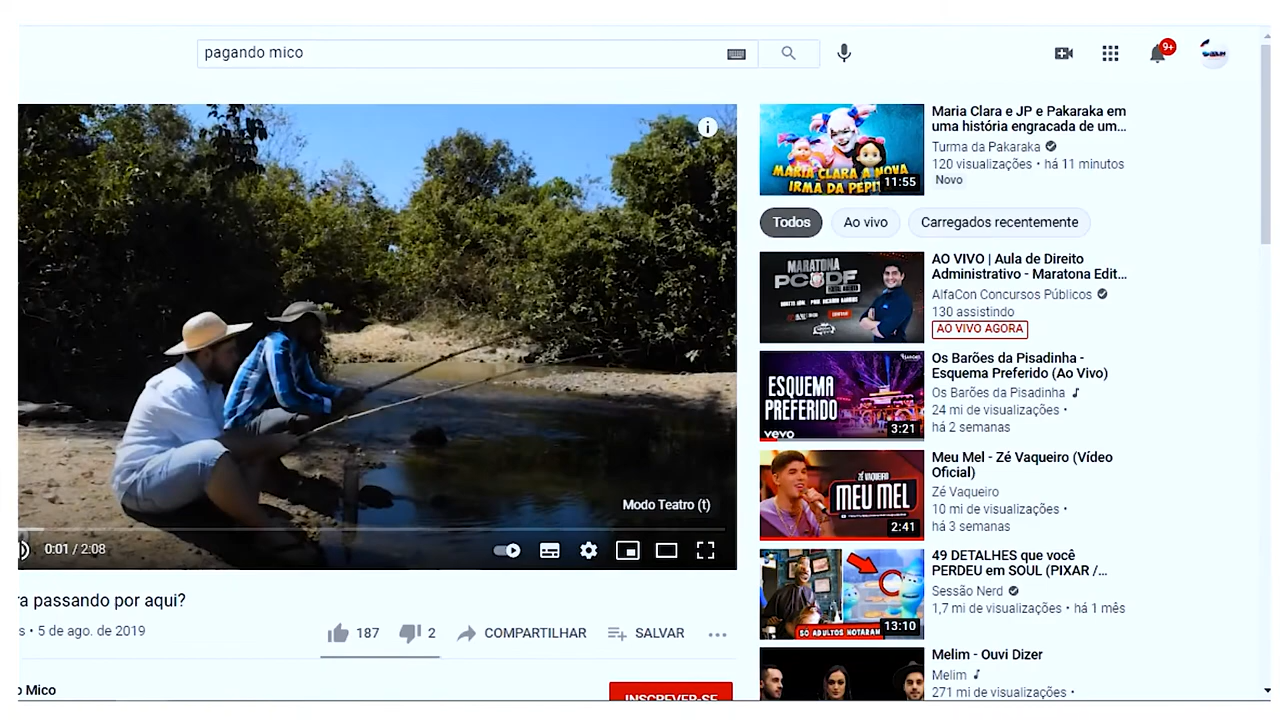 pagando mico
9+
Modo Teatro (t)
0:01 / 2:08
ra passando por aqui?
s • 5 de ago. de 2019
187
2
COMPARTILHAR
SALVAR
o Mico
INSCREVER-SE
MARIA CLARA A NOVA
IRMÃ DA PEPI
11:55
Maria Clara e JP e Pakaraka em
uma história engracada de um...
Turma da Pakaraka
120 visualizações • há 11 minutos
Novo
Todos
Ao vivo
Carregados recentemente
MARATONA
PCDF
AO VIVO | Aula de Direito
Administrativo - Maratona Edit...
AlfaCon Concursos Públicos
130 assistindo
AO VIVO AGORA
ESQUEMA
PREFERIDO
vevo
3:21
Os Barões da Pisadinha -
Esquema Preferido (Ao Vivo)
Os Barões da Pisadinha
24 mi de visualizações •
há 2 semanas
ZÉ VAQUEIRO
MEU MEL
2:41
Meu Mel - Zé Vaqueiro (Vídeo
Oficial)
Zé Vaqueiro
10 mi de visualizações •
há 3 semanas
SÓ ADULTOS NOTARAM
13:10
49 DETALHES que você
PERDEU em SOUL (PIXAR /...
Sessão Nerd
1,7 mi de visualizações • há 1 mês
Melim - Ouvi Dizer
Melim
271 mi de visualizações •